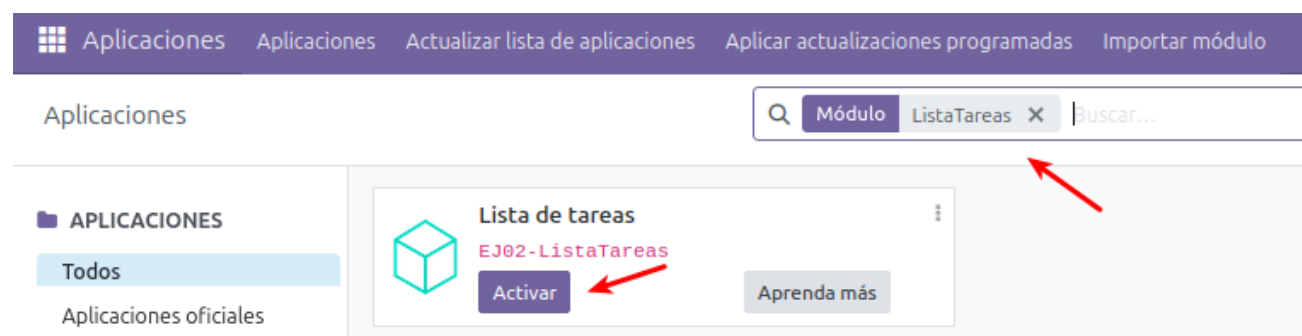 Aplicaciones Aplicaciones Actualizar lista de aplicaciones Aplicar actualizaciones programadas Importar módulo
Aplicaciones
Módulo ListaTareas × Buscar...
APLICACIONES
Todos
Aplicaciones oficiales
Lista de tareas
EJ02-ListaTareas
Activar Aprenda más